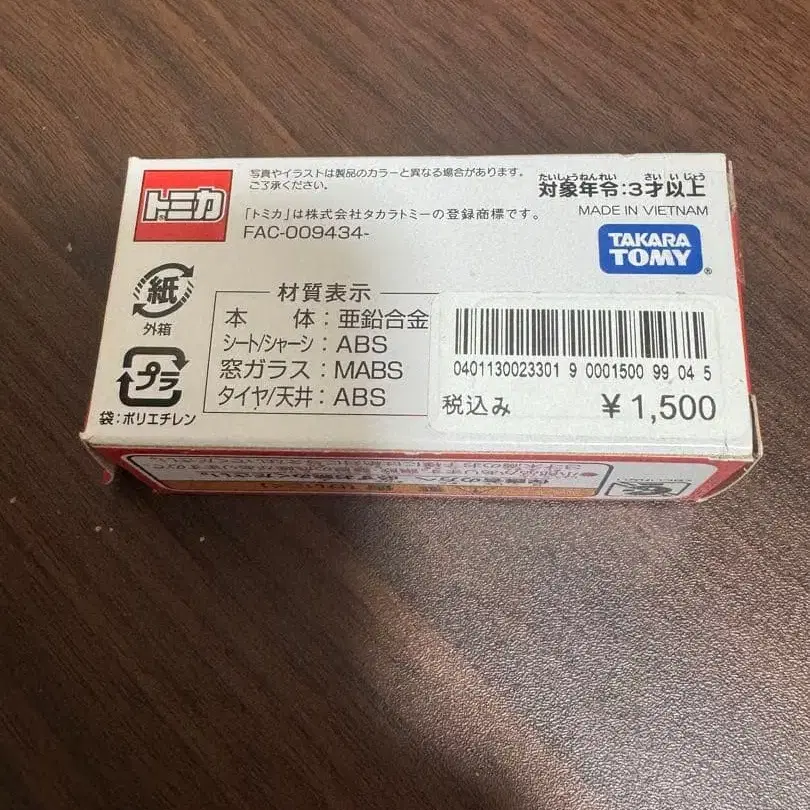 写真やイラストは製品のカラーと異なる場合があります。
ご了承ください。
たいしょうねんれい さい いじょう
対象年令:3才以上
トミカ
®
「トミカ」は株式会社タカラトミーの登録商標です。
MADE IN VIETNAM
FAC-009434-
TAKARA
TOMY®
紙
外箱
材質表示
本 体:亜鉛合金
シート/シャーシ:ABS
窓ガラス:MABS
タイヤ/天井:ABS
プラ
袋:ポリエチレン
0401130023301 9 0001500 99 04 5
税込み ¥1,500